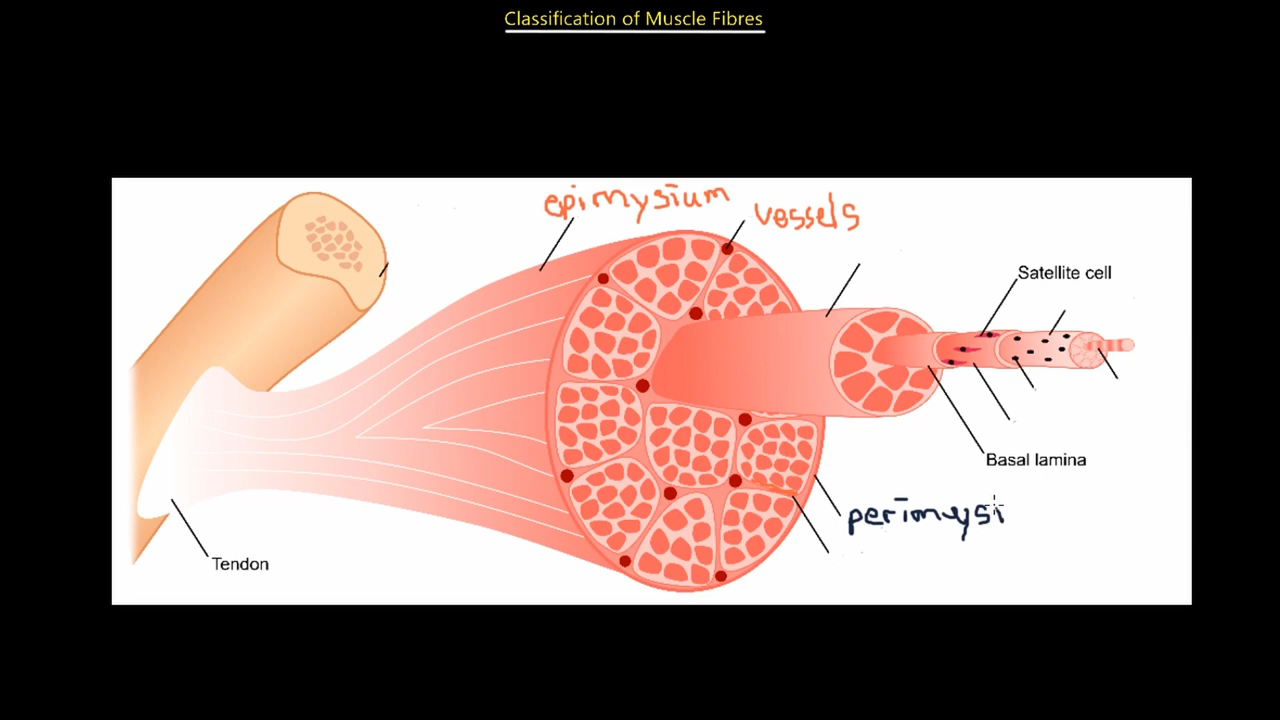 Classification of Muscle Fibres
epimysium
vessels
Satellite cell
Basal lamina
perimysi
Tendon